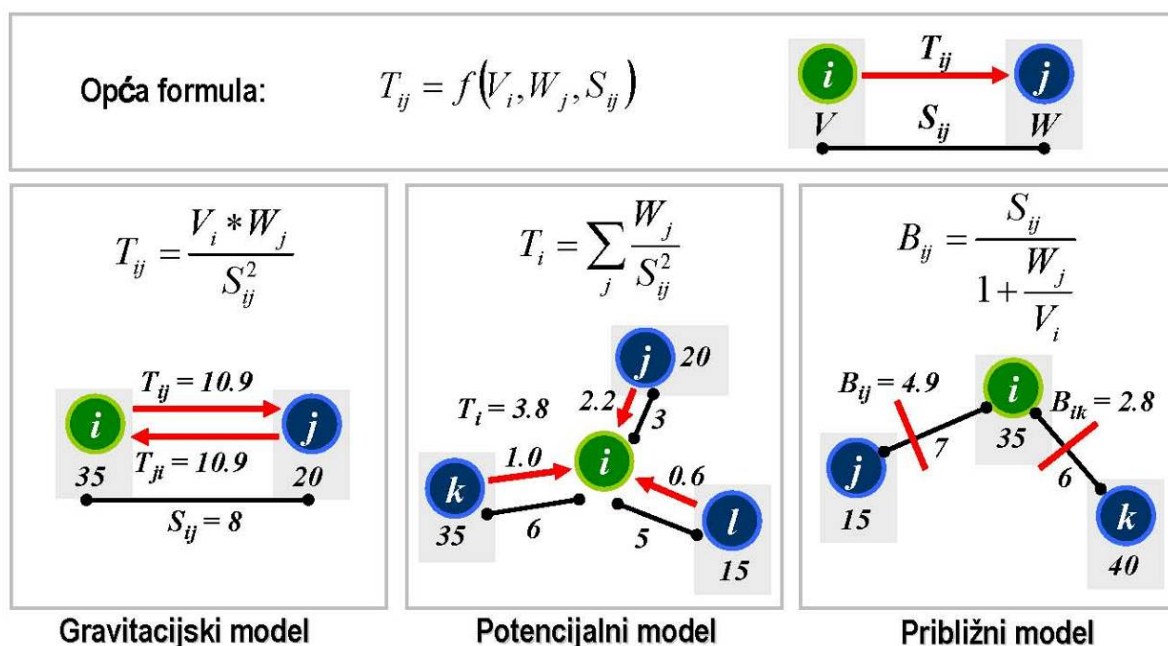 Opća formula: T_ij = f(V_i, W_j, S_ij)
i T_ij j
V S_ij W
T_ij = V_i * W_j / S_ij^2
T_ij = 10.9
i j
T_ji = 10.9
35 20
S_ij = 8
Gravitacijski model
T_i = ∑_j W_j / S_ij^2
j 20
T_i = 3.8 2.2 3
k 1.0 i 0.6 l
35 6 5 15
Potencijalni model
B_ij = S_ij / (1 + W_j / V_i)
i
B_ij = 4.9 B_ik = 2.8
35
7 6
j k
15 40
Približni model